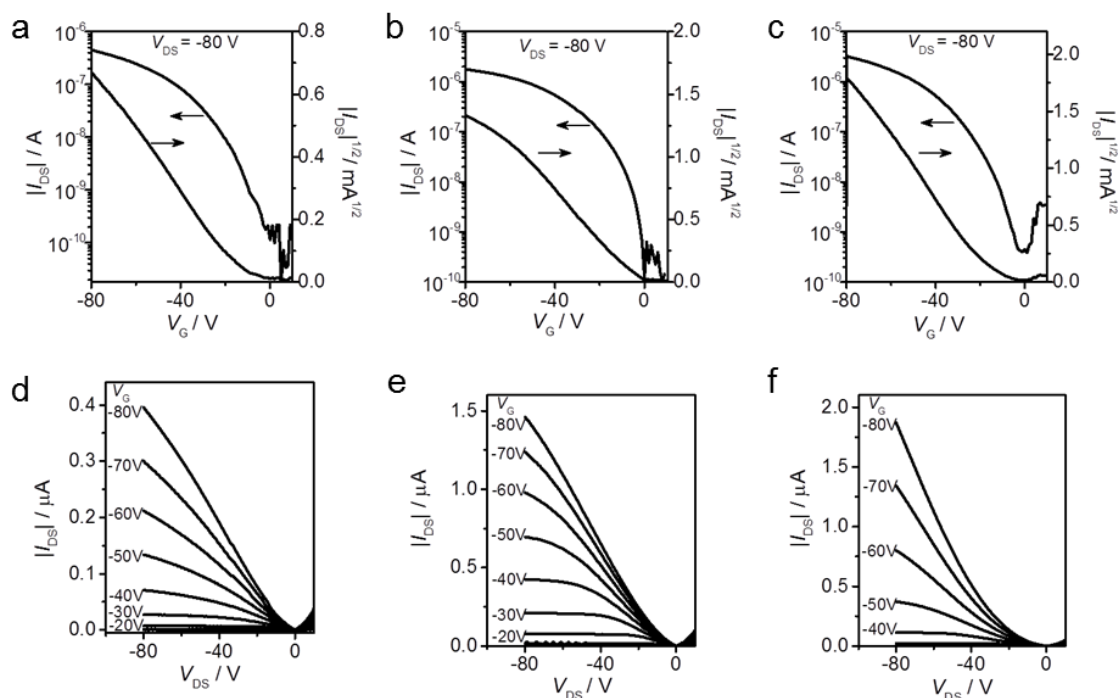 a
V_DS = -80 V
10^-6
10^-7
10^-8
10^-9
10^-10
|I_DS| / A
0.8
0.6
0.4
0.2
0.0
|I_DS|^1/2 / mA^1/2
-80
-40
0
V_G / V
b
V_DS = -80 V
10^-5
10^-6
10^-7
10^-8
10^-9
10^-10
|I_DS| / A
2.0
1.5
1.0
0.5
0.0
|I_DS|^1/2 / mA^1/2
-80
-40
0
V_G / V
c
V_DS = -80 V
10^-5
10^-6
10^-7
10^-8
10^-9
10^-10
|I_DS| / A
2.0
1.5
1.0
0.5
0.0
|I_DS|^1/2 / mA^1/2
-80
-40
0
V_G / V
d
V_G
-80V
-70V
-60V
-50V
-40V
-30V
-20V
0.4
0.3
0.2
0.1
0.0
|I_DS| / μA
-80
-40
0
V_DS / V
e
V_G
-80V
-70V
-60V
-50V
-40V
-30V
-20V
1.5
1.0
0.5
0.0
|I_DS| / μA
-80
-40
0
V_DS / V
f
V_G
-80V
-70V
-60V
-50V
-40V
2.0
1.5
1.0
0.5
0.0
|I_DS| / μA
-80
-40
0
V_DS / V